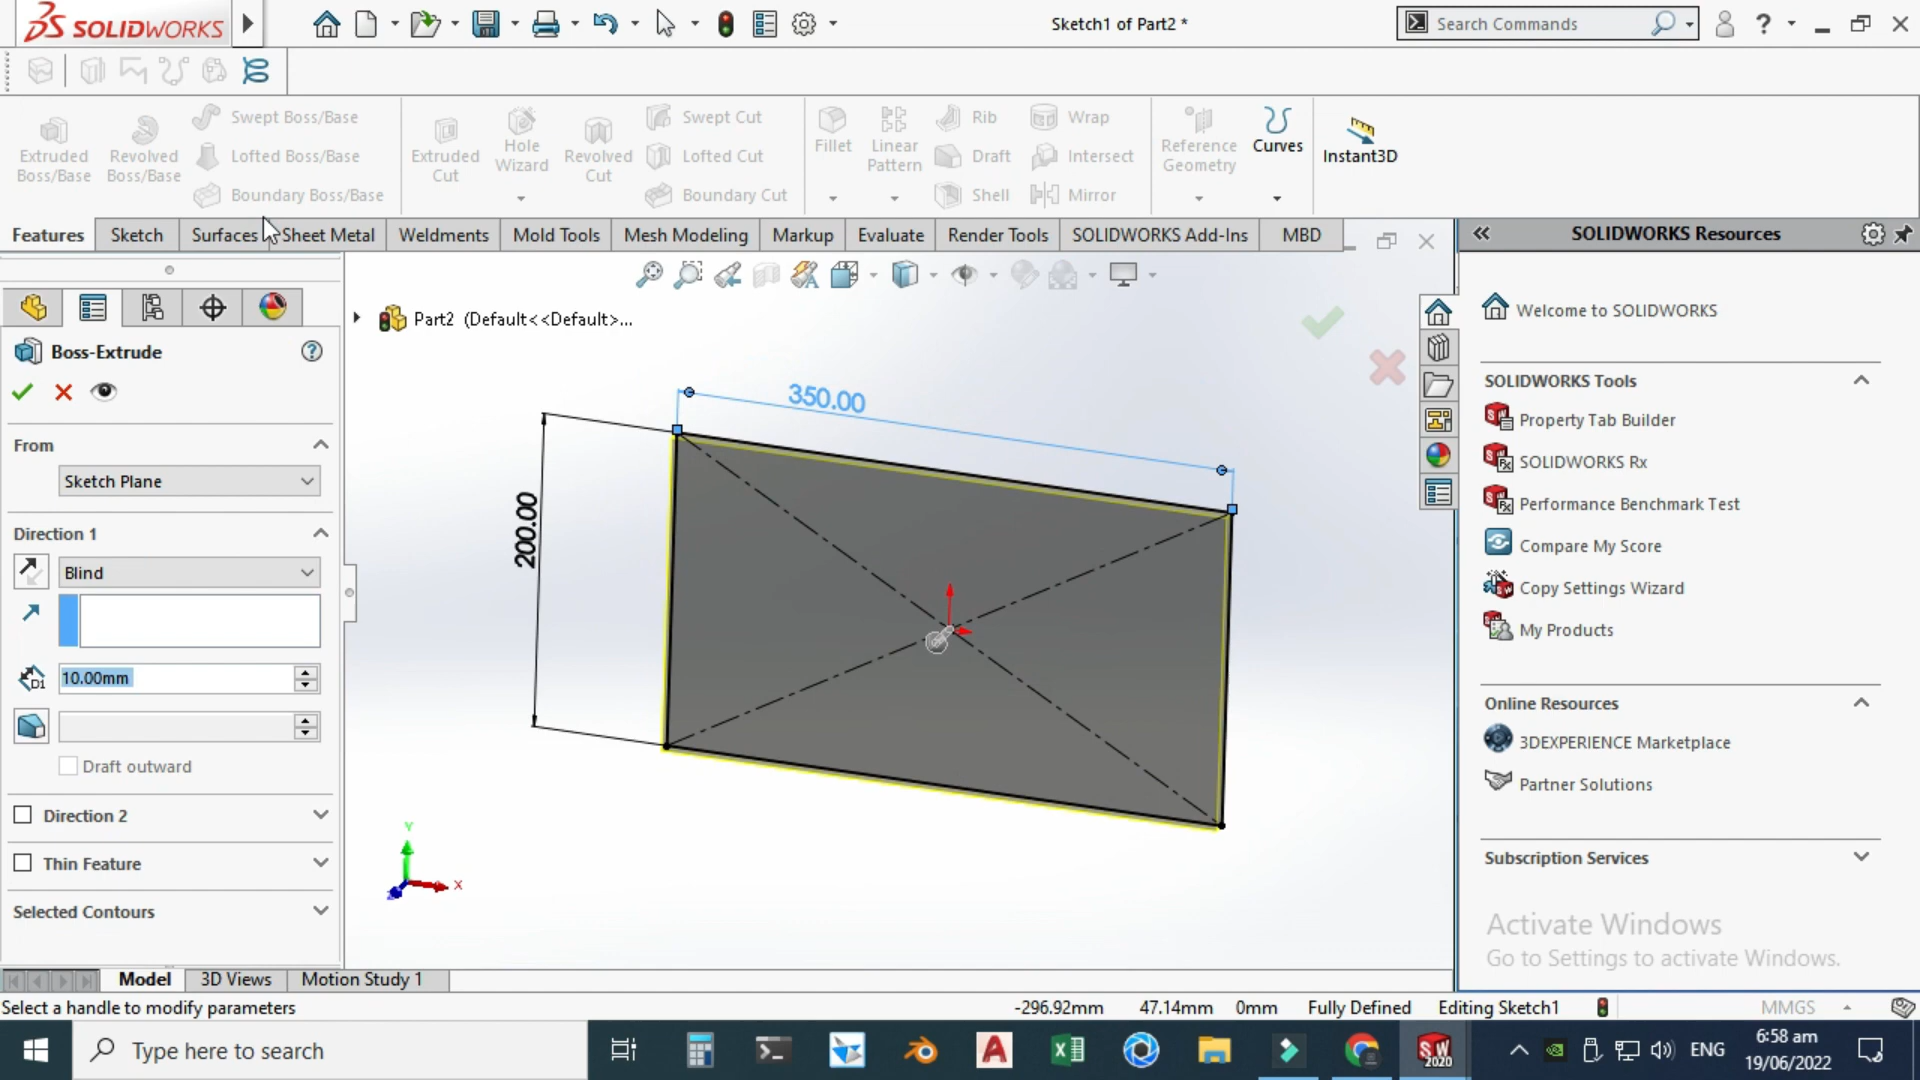 SOLIDWORKS
Sketch1 of Part2 *
Search Commands
?
Extruded Boss/Base
Revolved Boss/Base
Swept Boss/Base
Lofted Boss/Base
Boundary Boss/Base
Extruded Cut
Hole Wizard
Revolved Cut
Swept Cut
Lofted Cut
Boundary Cut
Fillet
Linear Pattern
Rib
Draft
Shell
Wrap
Intersect
Mirror
Reference Geometry
Curves
Instant3D
Features
Sketch
Surfaces
Sheet Metal
Weldments
Mold Tools
Mesh Modeling
Markup
Evaluate
Render Tools
SOLIDWORKS Add-Ins
MBD
Part2 (Default<<Default>...
Boss-Extrude
?
From
Sketch Plane
Direction 1
Blind
D1
10.00mm
Draft outward
Direction 2
Thin Feature
Selected Contours
350.00
200.00
Y
X
SOLIDWORKS Resources
Welcome to SOLIDWORKS
SOLIDWORKS Tools
Property Tab Builder
SOLIDWORKS Rx
Performance Benchmark Test
Compare My Score
Copy Settings Wizard
My Products
Online Resources
3DEXPERIENCE Marketplace
Partner Solutions
Subscription Services
Activate Windows
Go to Settings to activate Windows.
Model
3D Views
Motion Study 1
Select a handle to modify parameters
-296.92mm
47.14mm
0mm
Fully Defined
Editing Sketch1
MMGS
Type here to search
SW
2020
ENG
6:58 am
19/06/2022